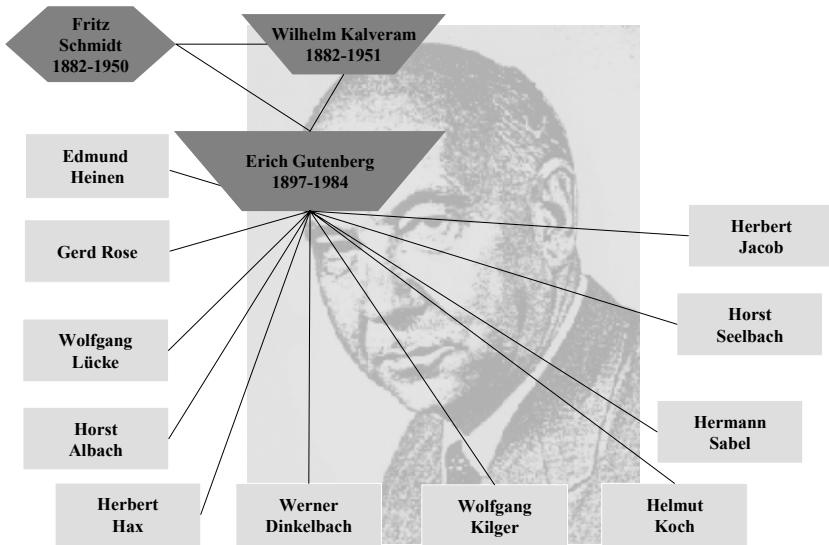 Fritz
Schmidt
1882-1950
Wilhelm Kalveram
1882-1951
Erich Gutenberg
1897-1984
Edmund
Heinen
Gerd Rose
Wolfgang
Lücke
Horst
Albach
Herbert
Hax
Werner
Dinkelbach
Wolfgang
Kilger
Helmut
Koch
Hermann
Sabel
Horst
Seelbach
Herbert
Jacob